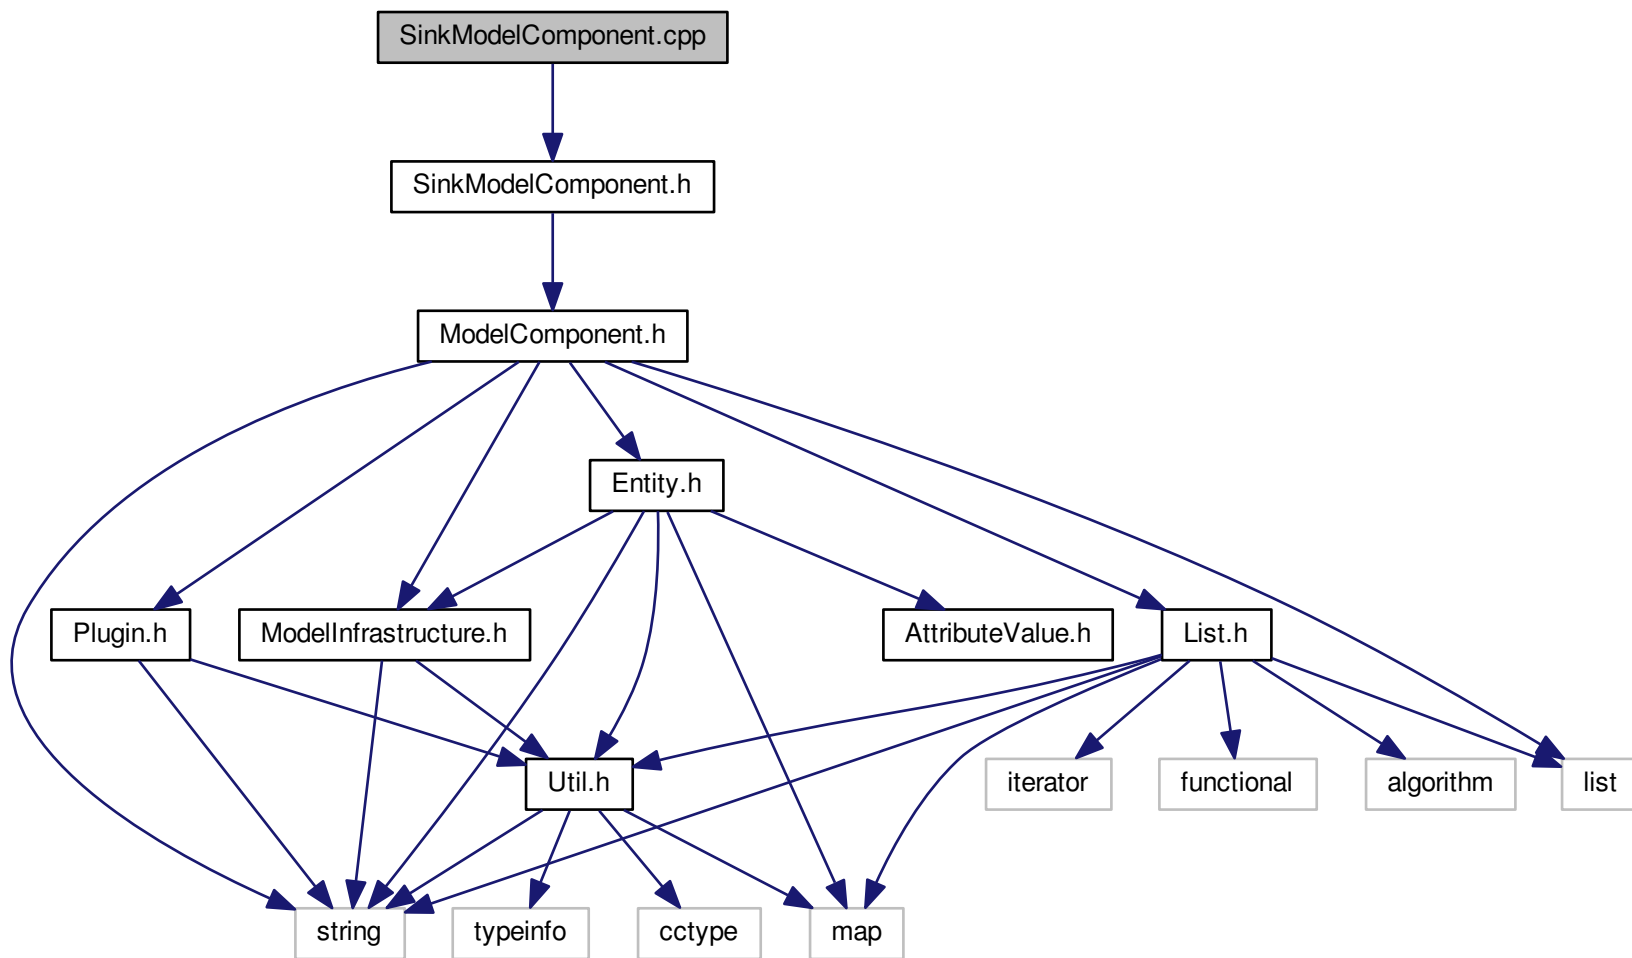 SinkModelComponent.cpp
SinkModelComponent.h
ModelComponent.h
Entity.h
Plugin.h
ModelInfrastructure.h
AttributeValue.h
List.h
Util.h
iterator
functional
algorithm
list
string
typeinfo
cctype
map